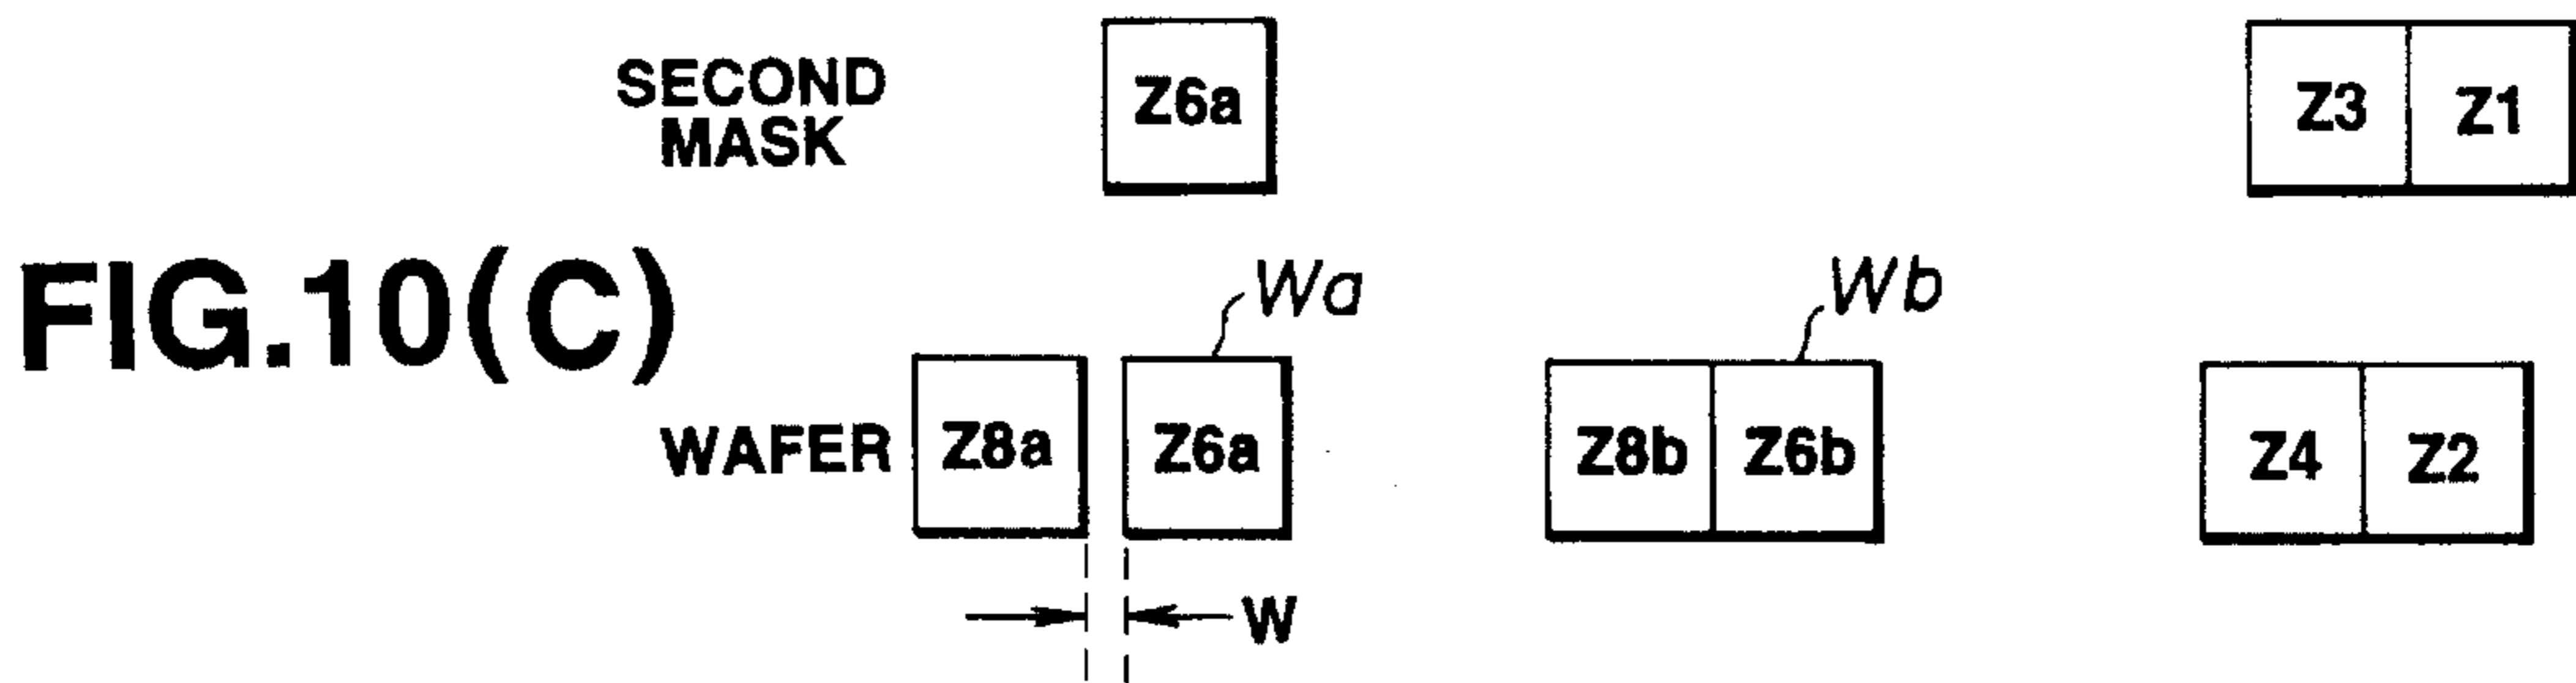 SECOND
MASK
Z6a
Z3 Z1
FIG.10(C)
Wa
Wb
WAFER
Z8a Z6a
Z8b Z6b
Z4 Z2
W